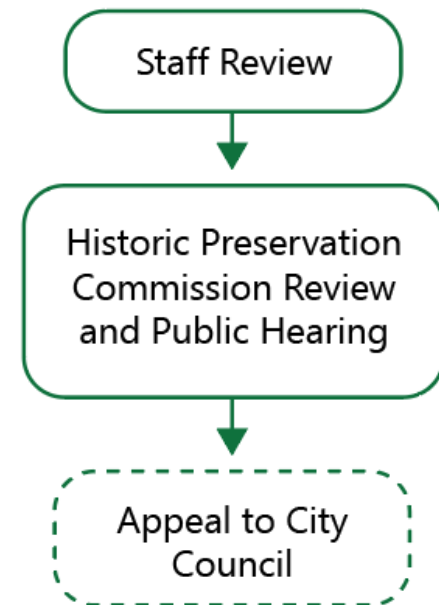 Staff Review
Historic Preservation
Commission Review
and Public Hearing
Appeal to City
Council